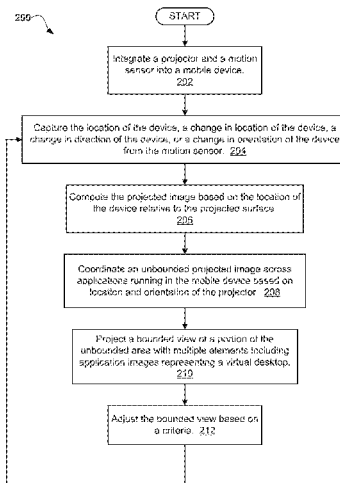 200
START
Integrate a projector and a motion
sensor into a mobile device.
202
Capture the location of the device, a change in location of the device, a
change in direction of the device, or a change in orientation of the device
from the motion sensor. 204
Compute the projected image based on the location
of the device relative to the projected surface
206
Coordinate an unbounded projected image across
applications running in the mobile device based on
location and orientation of the projector. 208
Project a bounded view of a portion of the
unbounded area with multiple elements including
application images representing a virtual desktop.
210
Adjust the bounded view based on
a criteria. 212